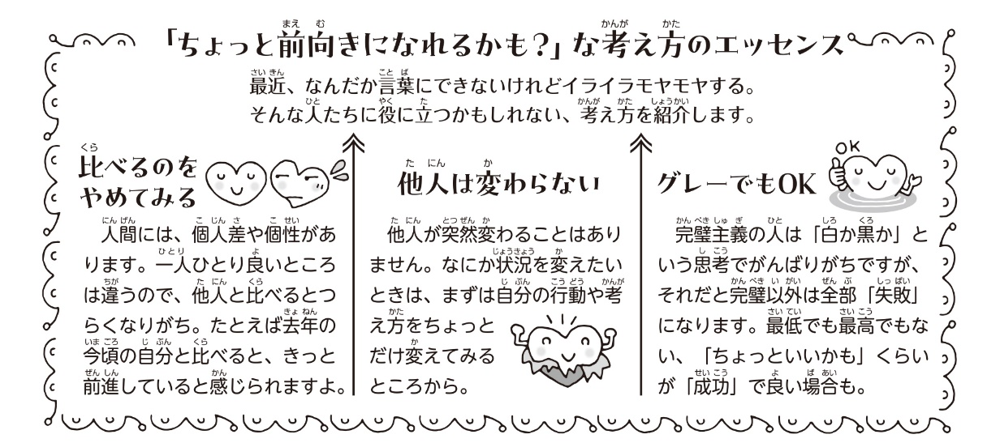 「ちょっと前向きになれるかも?」な考え方のエッセンス
最近、なんだか言葉にできないけれどイライラモヤモヤする。
そんな人たちに役に立つかもしれない、考え方を紹介します。
比べるのを
やめてみる
人間には、個人差や個性があ
ります。一人ひとり良いところ
は違うので、他人と比べるとつ
らくなりがち。たとえば去年の
今頃の自分と比べると、きっと
前進していると感じられますよ。
他人は変わらない
他人が突然変わることはあり
ません。なにか状況を変えたい
ときは、まずは自分の行動や考
え方をちょっと
だけ変えてみる
ところから。
グレーでもOK
OK
完璧主義の人は「白か黒か」と
いう思考でがんばりがちですが、
それだと完璧以外は全部「失敗」
になります。最低でも最高でもな
い、「ちょっといいかも」くらい
が「成功」で良い場合も。